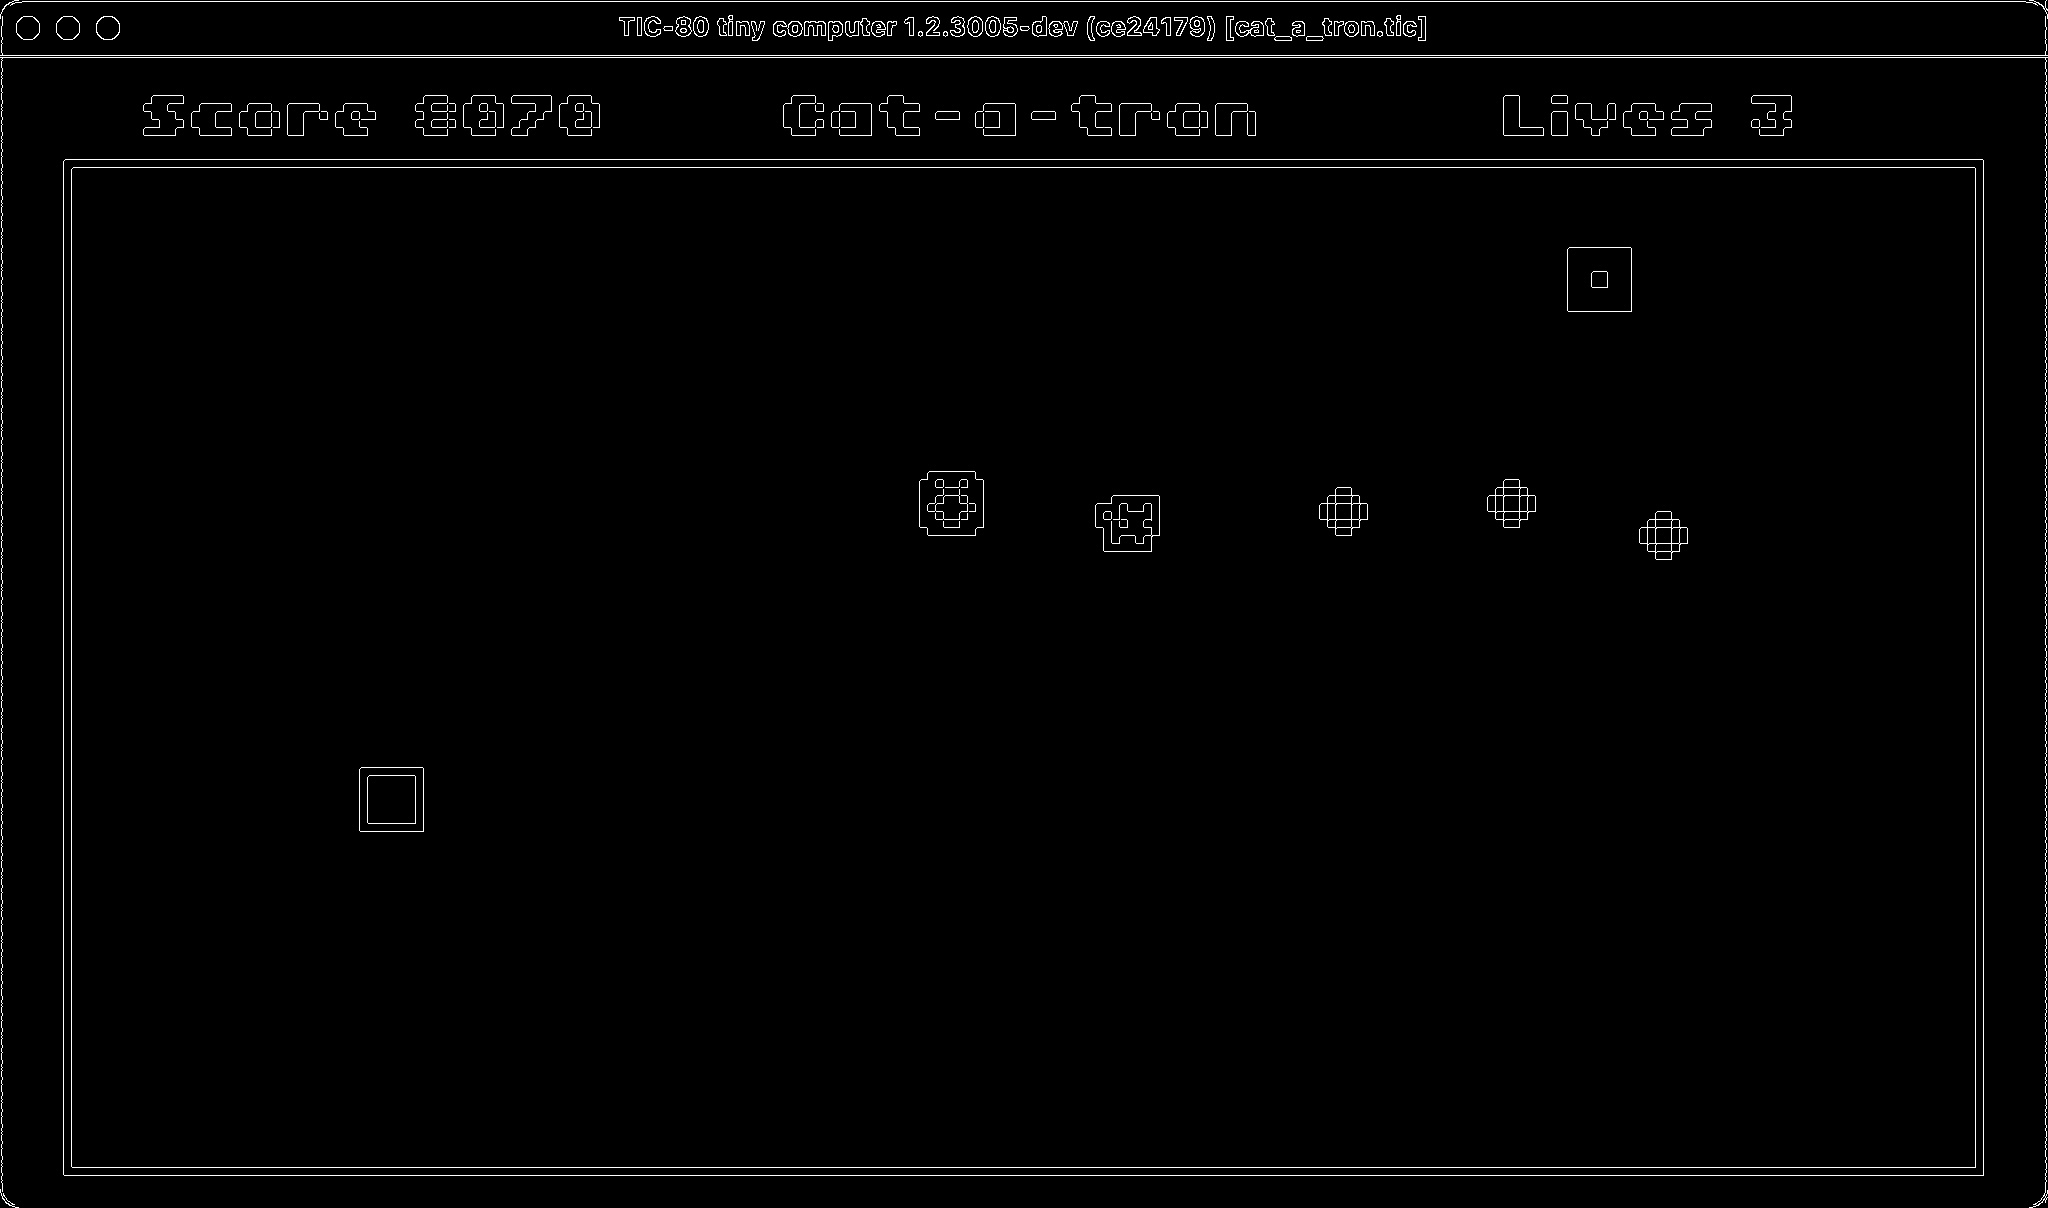 TIC-80 tiny computer 1.2.3005-dev (ce24179) [cat_a_tron.tic]
Score 8070 Cat-a-tron Lives 3